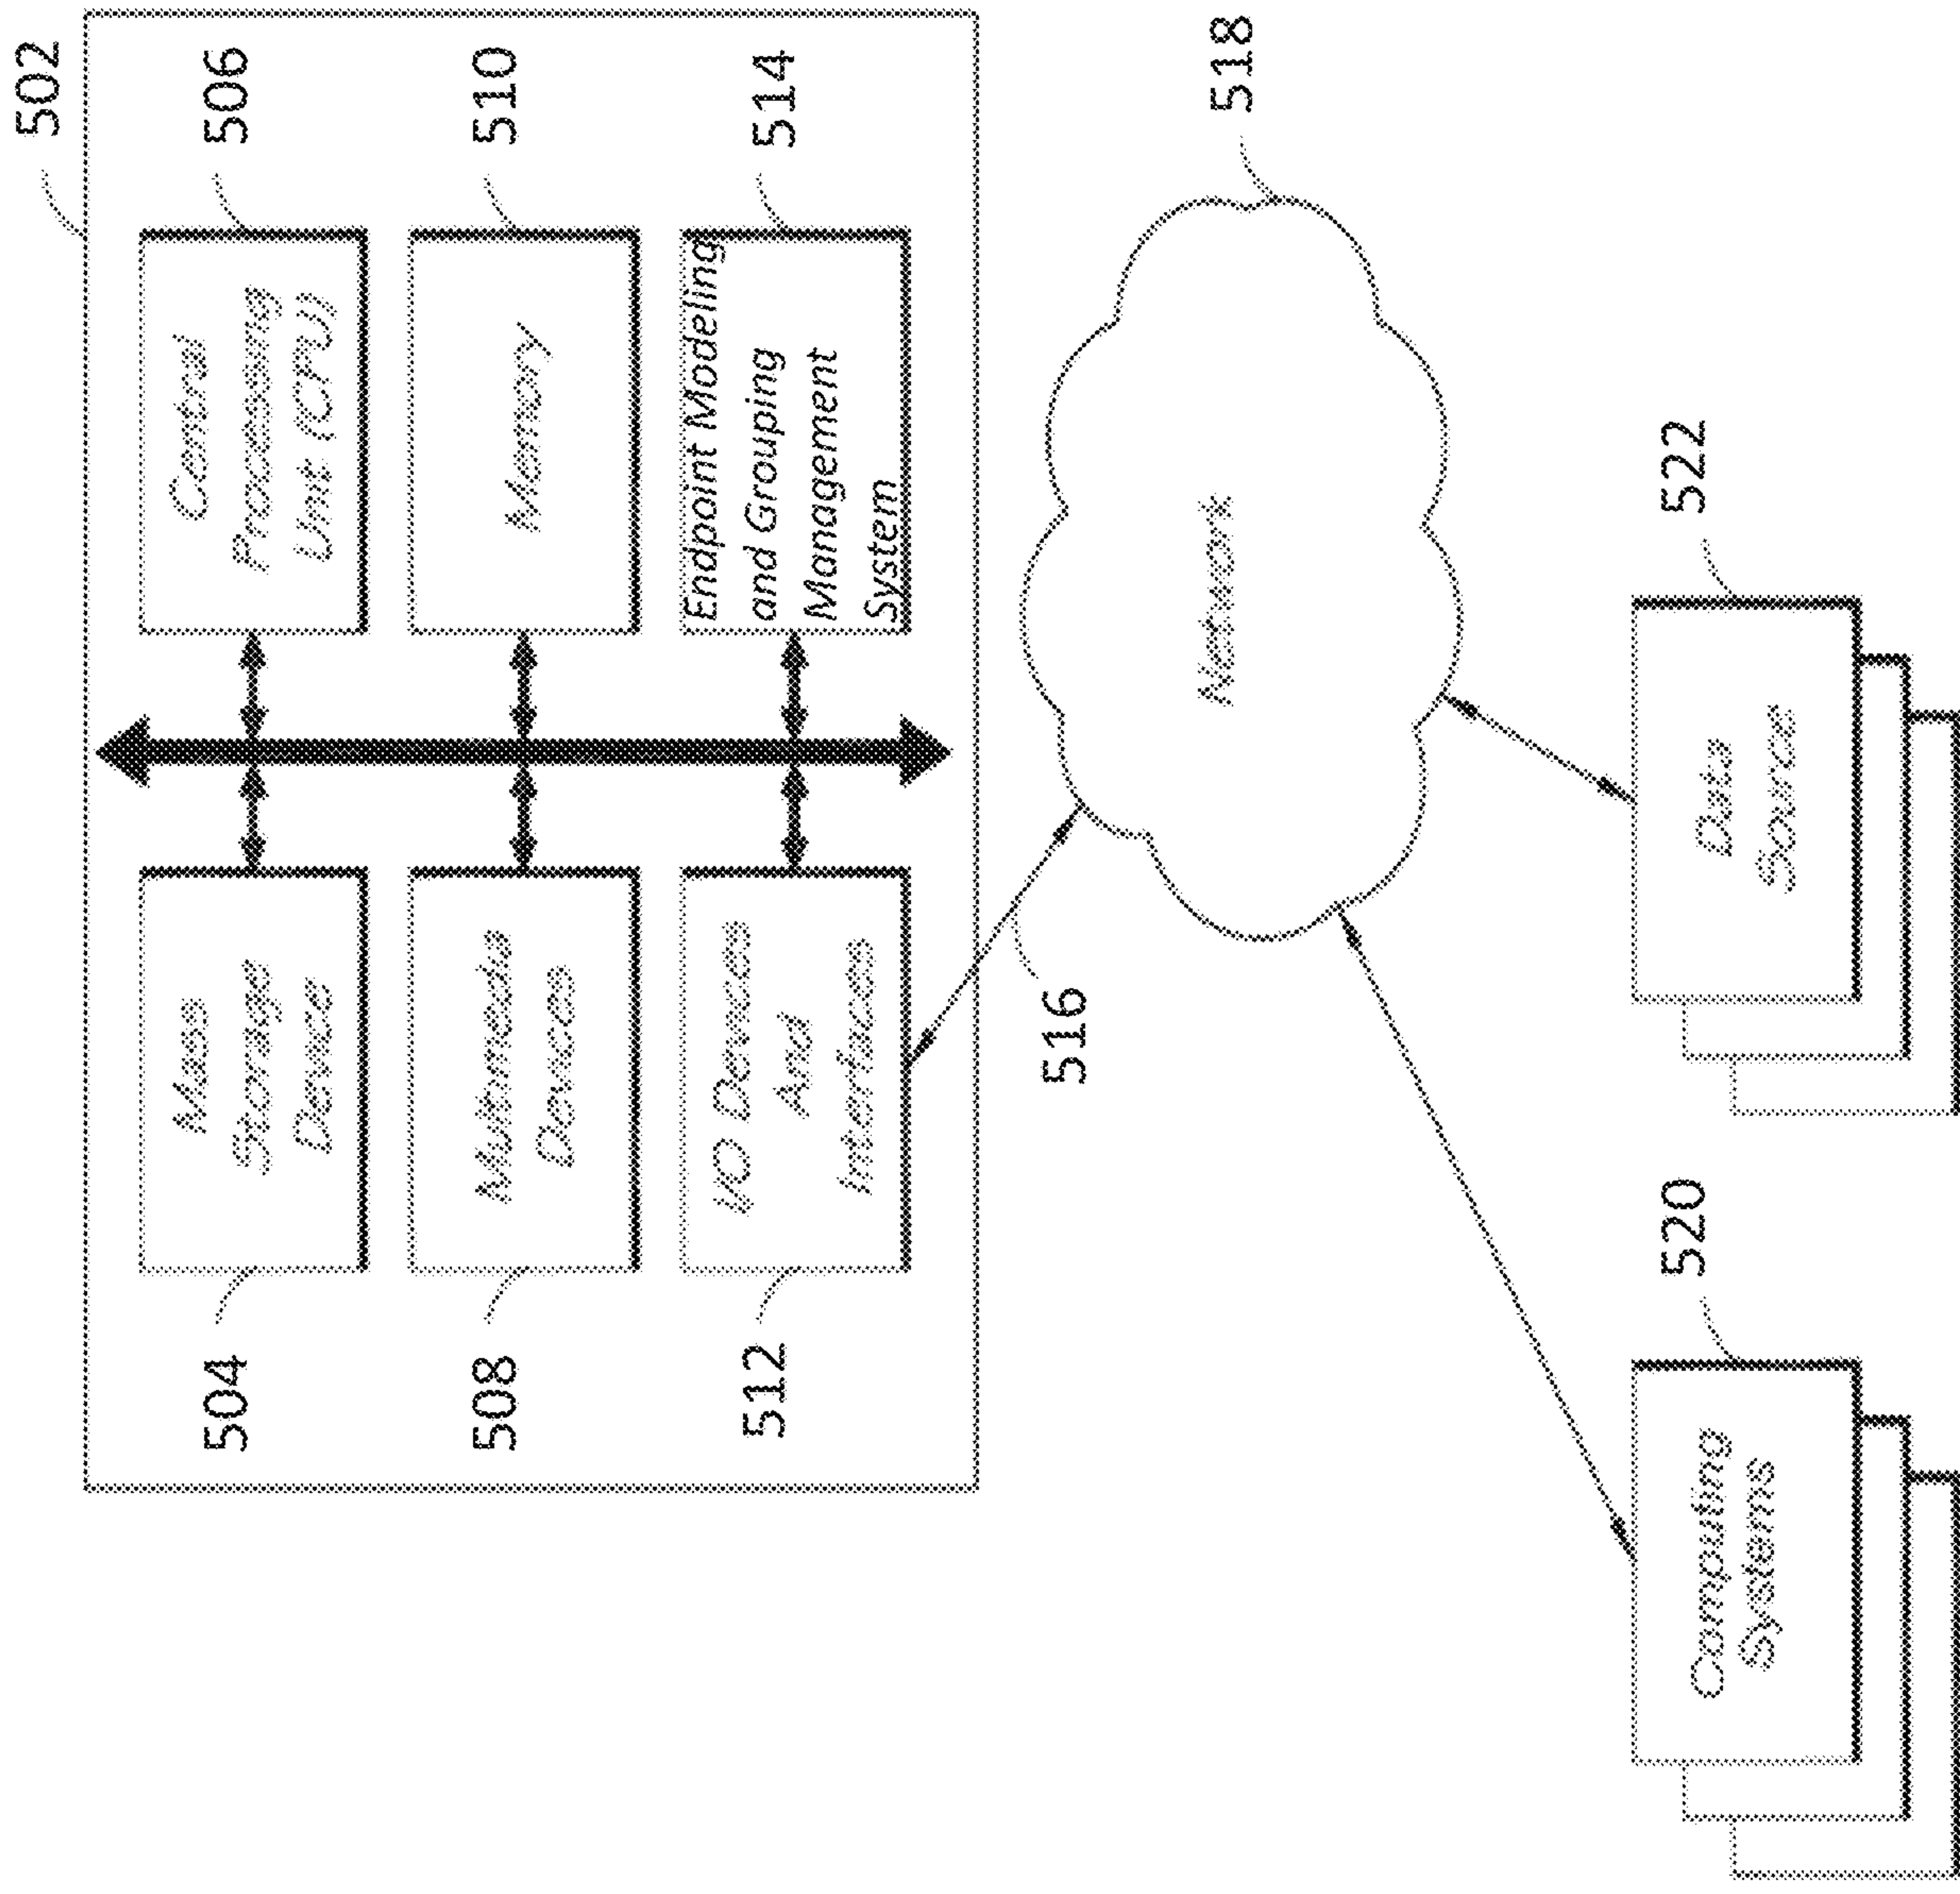 502
504
Mass
Storage
Device
Central
Processing
Unit (CPU)
506
508
Multimedia
Devices
Memory
510
512
I/O Devices
And
Interfaces
Endpoint Modeling
and Grouping
Management
System
514
516
Network
518
520
Computing
Systems
522
Data
Source